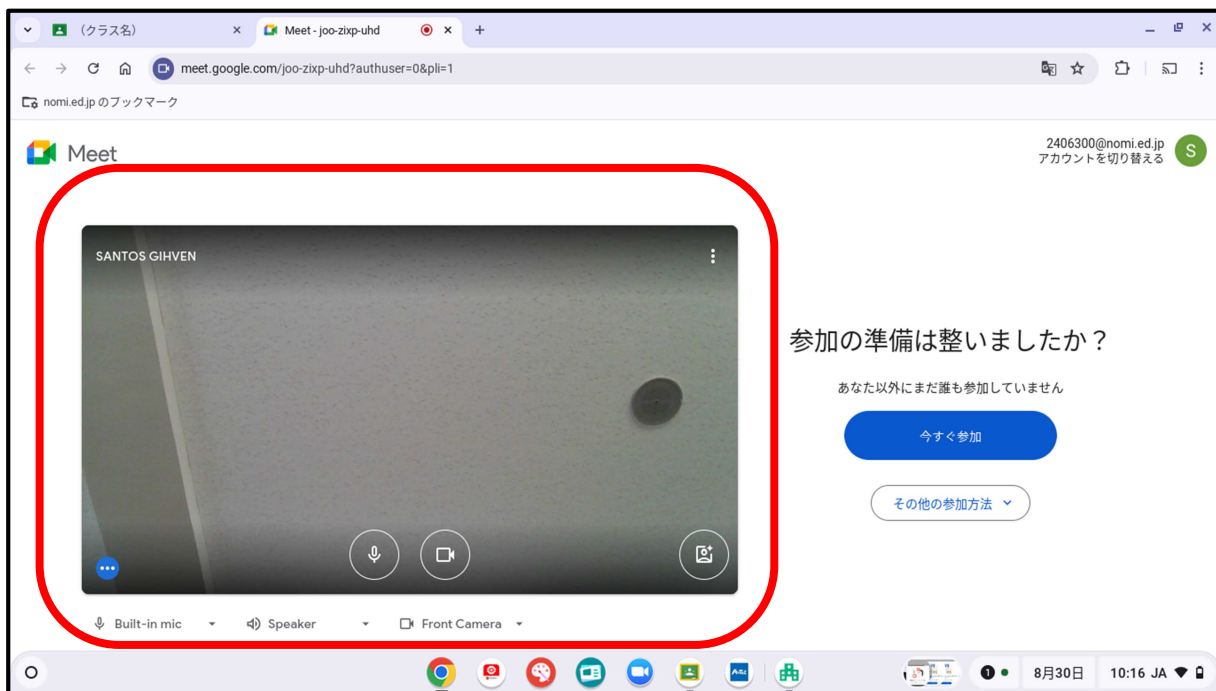 （クラス名）
Meet - joo-zixp-uhd
meet.google.com/joo-zixp-uhd?authuser=0&pli=1
nomi.ed.jp のブックマーク
Meet
2406300@nomi.ed.jp
アカウントを切り替える
S
SANTOS GIHVEN
参加の準備は整いましたか？
あなた以外にまだ誰も参加していません
今すぐ参加
その他の参加方法
Built-in mic
Speaker
Front Camera
1
8月30日
10:16 JA